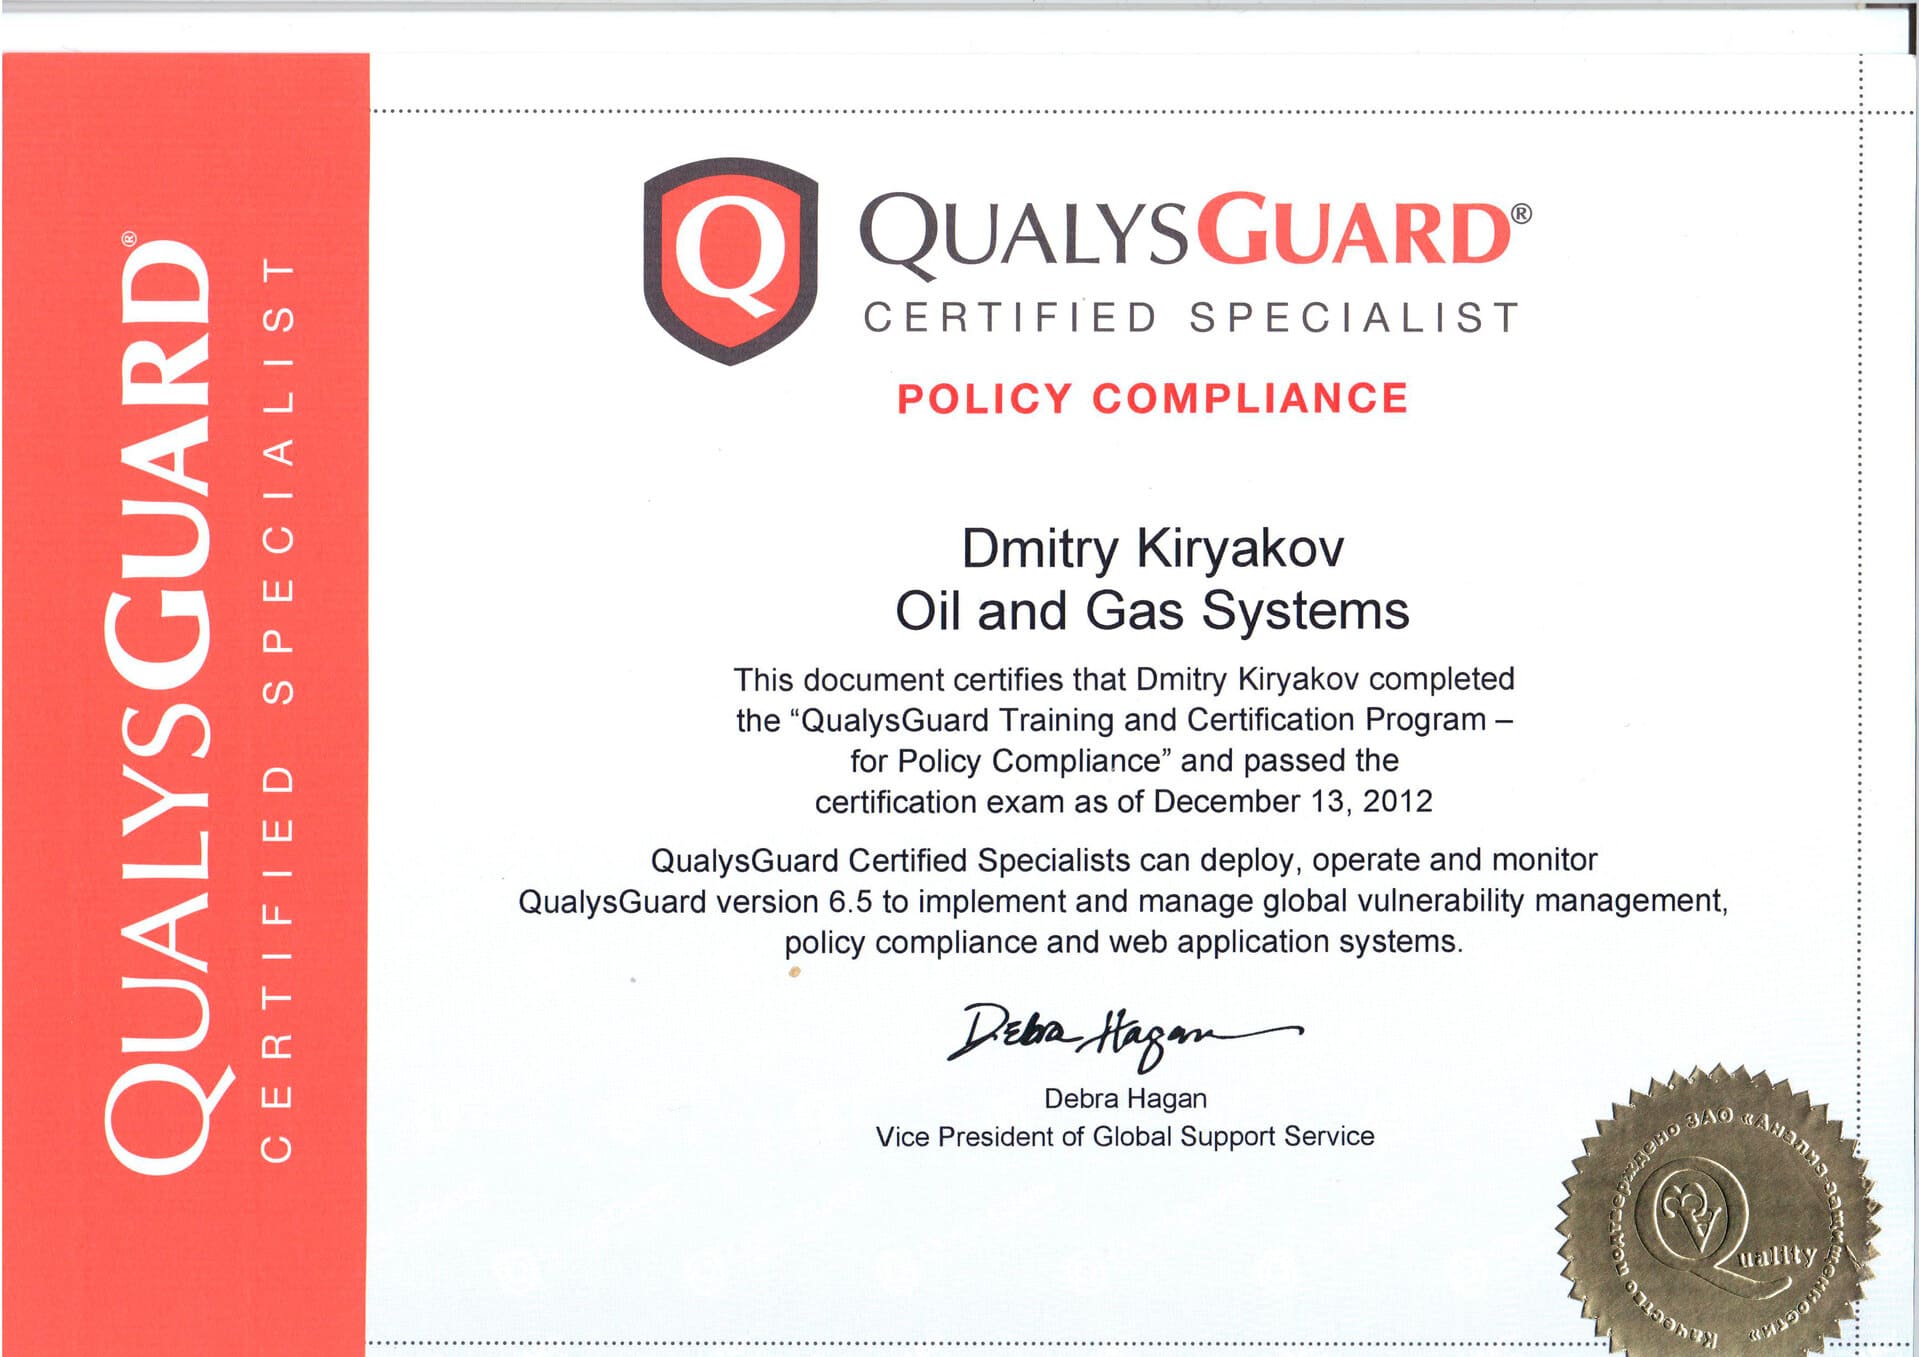 QUALYSGUARD®
CERTIFIED SPECIALIST
Q QUALYSGUARD®
CERTIFIED SPECIALIST
POLICY COMPLIANCE
Dmitry Kiryakov
Oil and Gas Systems
This document certifies that Dmitry Kiryakov completed
the “QualysGuard Training and Certification Program –
for Policy Compliance” and passed the
certification exam as of December 13, 2012
QualysGuard Certified Specialists can deploy, operate and monitor
QualysGuard version 6.5 to implement and manage global vulnerability management,
policy compliance and web application systems.
Debra Hagan
Debra Hagan
Vice President of Global Support Service
Качество подтверждено ЗАО «Анализ защищенности»
Quality